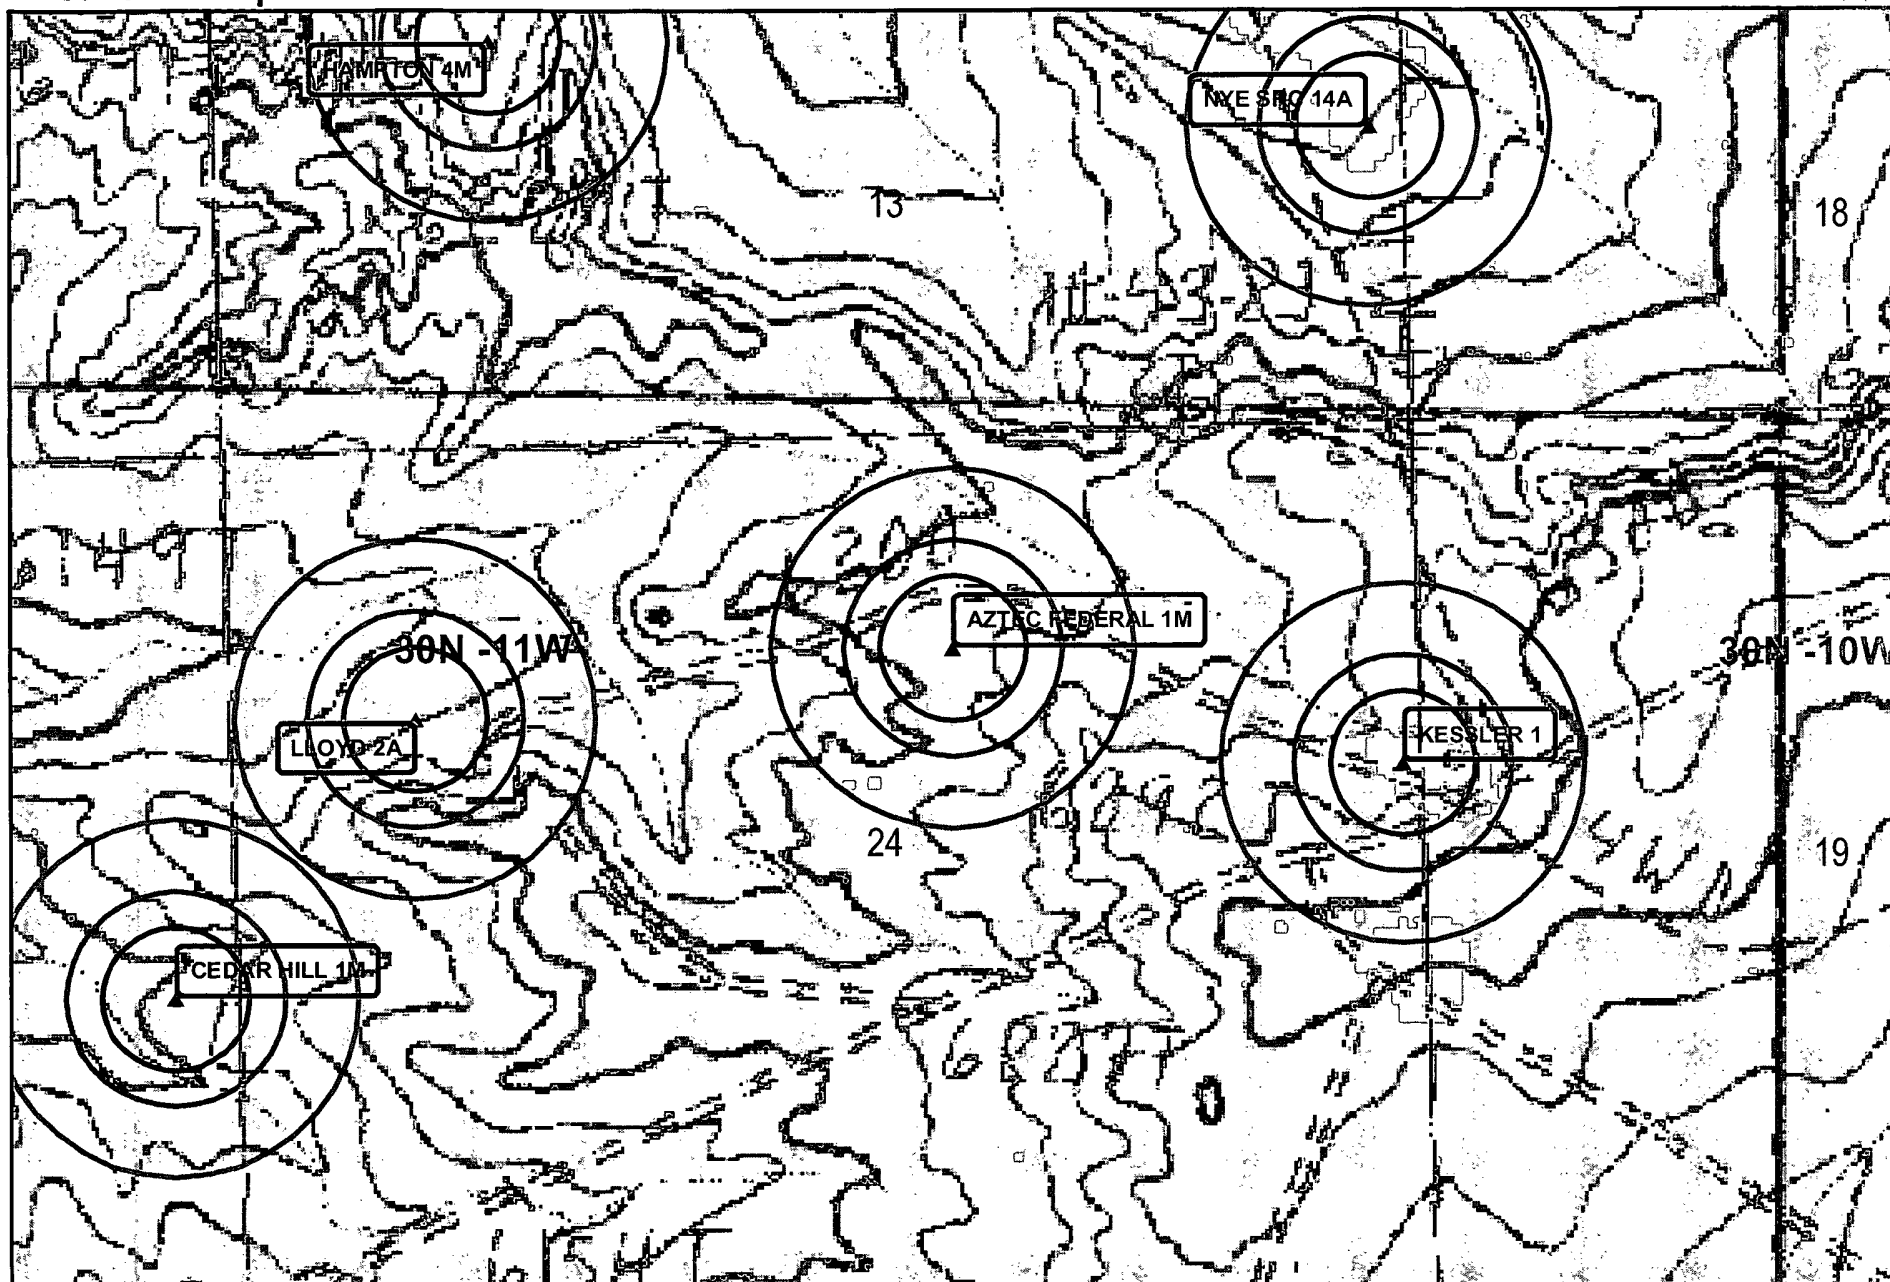 HAMPTON 4M
NYE SRC 14A
13
18
AZTEC FEDERAL 1M
30N -11W
30N -10W
LLOYD 2A
KESSLER 1
24
19
CEDAR HILL 1M